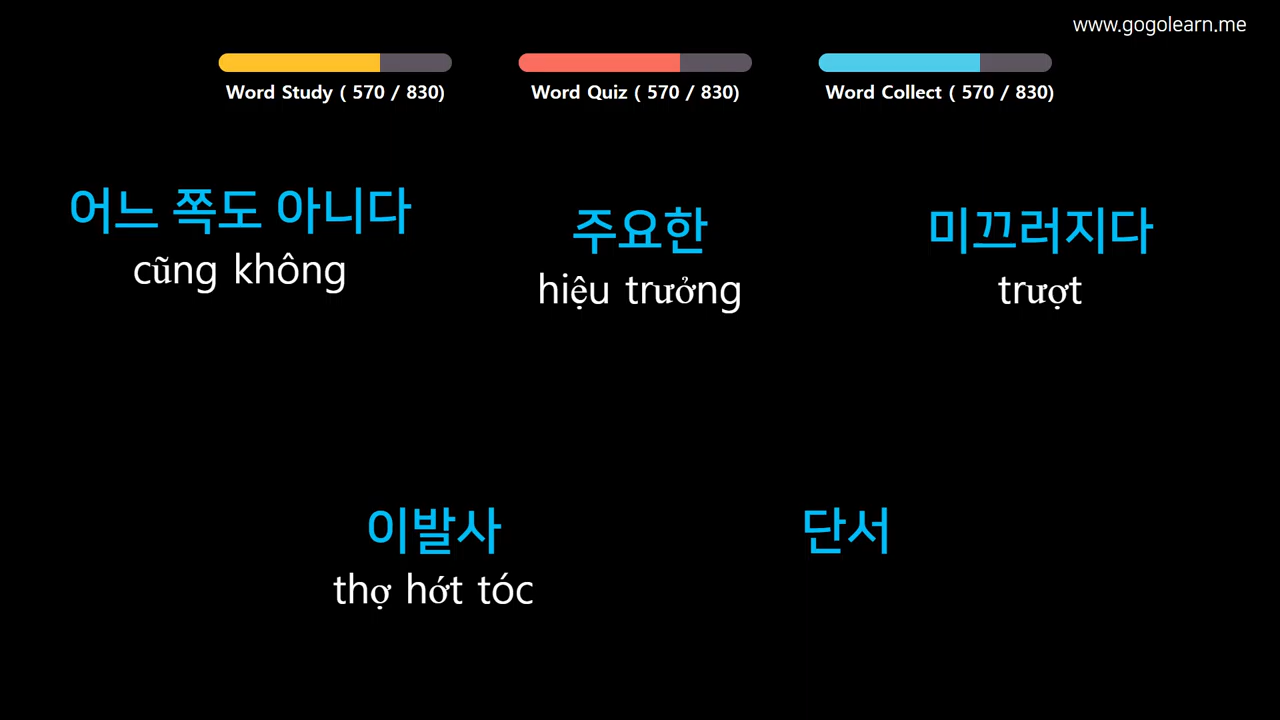 www.gogolearn.me
Word Study ( 570 / 830)
Word Quiz ( 570 / 830)
Word Collect ( 570 / 830)
어느 쪽도 아니다
cũng không
주요한
hiệu trưởng
미끄러지다
trượt
이발사
thợ hớt tóc
단서